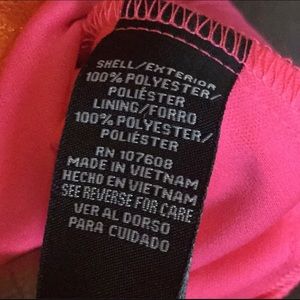 SHELL/EXTERIOR
100% POLYESTER/
POLIÉSTER
LINING/FORRO
100% POLYESTER/
POLIÉSTER
RN 107608
MADE IN VIETNAM
HECHO EN VIETNAM
SEE REVERSE FOR CARE
VER AL DORSO
PARA CUIDADO